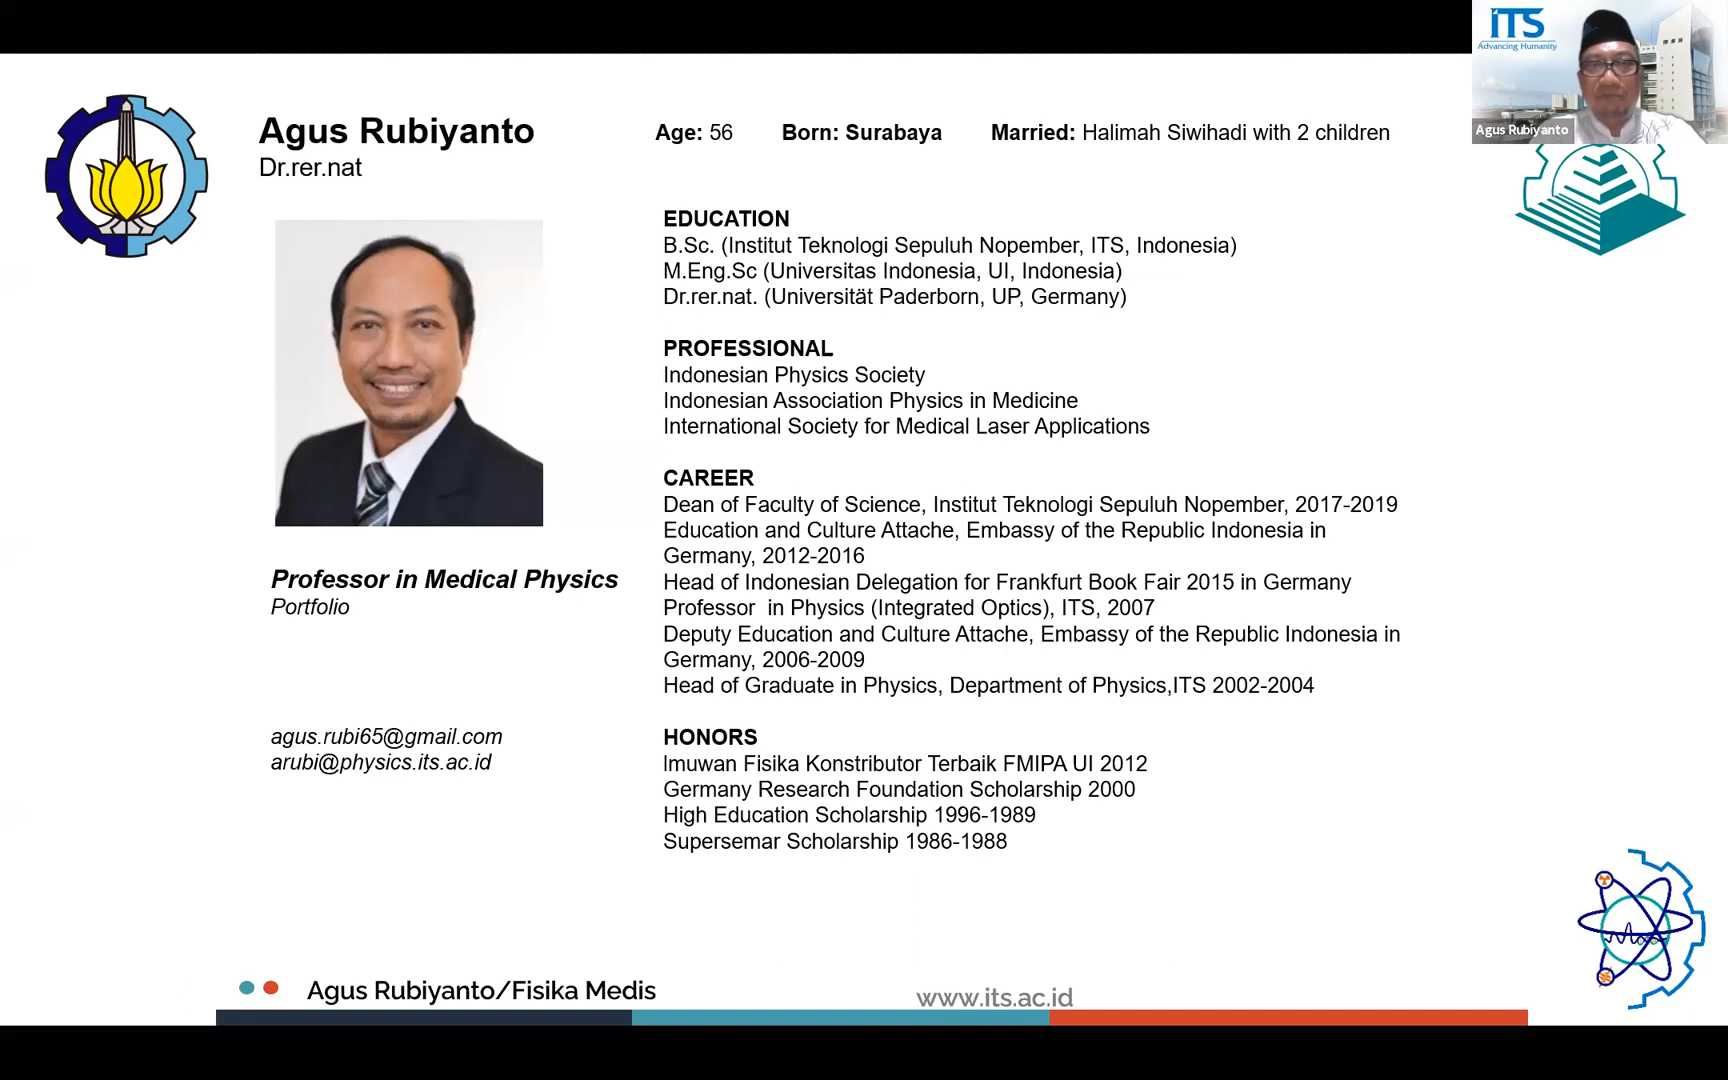 iTS
Advancing Humanity
Agus Rubiyanto
Agus Rubiyanto
Dr.rer.nat
Age: 56
Born: Surabaya
Married: Halimah Siwihadi with 2 children
EDUCATION
B.Sc. (Institut Teknologi Sepuluh Nopember, ITS, Indonesia)
M.Eng.Sc (Universitas Indonesia, UI, Indonesia)
Dr.rer.nat. (Universität Paderborn, UP, Germany)
PROFESSIONAL
Indonesian Physics Society
Indonesian Association Physics in Medicine
International Society for Medical Laser Applications
CAREER
Dean of Faculty of Science, Institut Teknologi Sepuluh Nopember, 2017-2019
Education and Culture Attache, Embassy of the Republic Indonesia in
Germany, 2012-2016
Head of Indonesian Delegation for Frankfurt Book Fair 2015 in Germany
Professor  in Physics (Integrated Optics), ITS, 2007
Deputy Education and Culture Attache, Embassy of the Republic Indonesia in
Germany, 2006-2009
Head of Graduate in Physics, Department of Physics,ITS 2002-2004
HONORS
Imuwan Fisika Konstributor Terbaik FMIPA UI 2012
Germany Research Foundation Scholarship 2000
High Education Scholarship 1996-1989
Supersemar Scholarship 1986-1988
Professor in Medical Physics
Portfolio
agus.rubi65@gmail.com
arubi@physics.its.ac.id
Agus Rubiyanto/Fisika Medis
www.its.ac.id